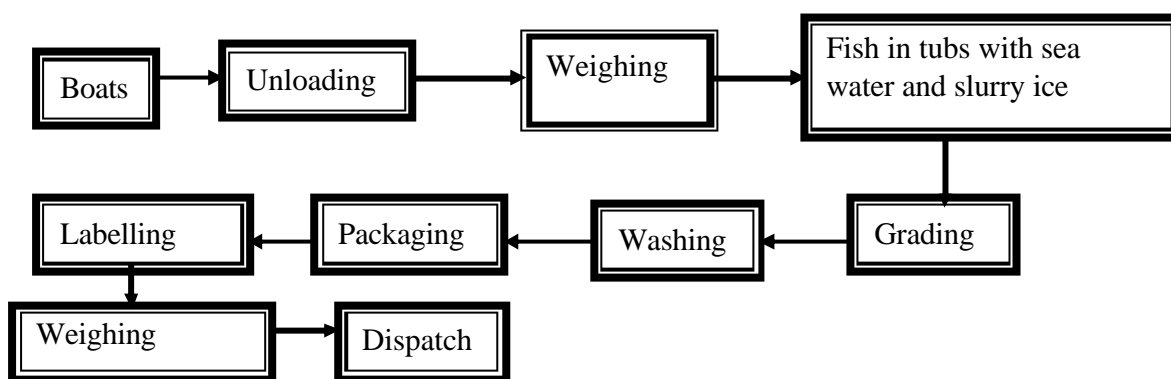 Boats
Unloading
Weighing
Fish in tubs with sea
water and slurry ice
Grading
Washing
Packaging
Labelling
Weighing
Dispatch